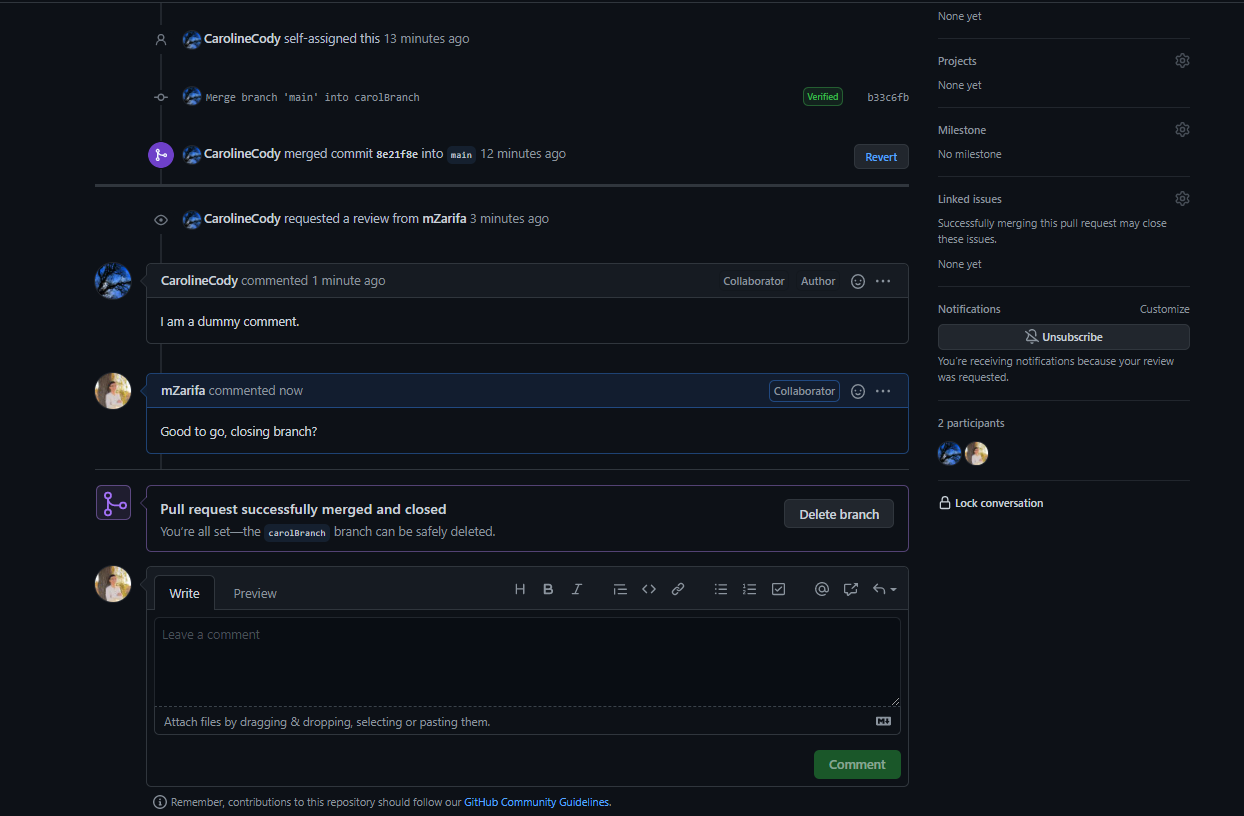 CarolineCody self-assigned this 13 minutes ago
Merge branch 'main' into carolBranch Verified b33c6fb
CarolineCody merged commit 8e21f8e into main 12 minutes ago Revert
CarolineCody requested a review from mZarifa 3 minutes ago
CarolineCody commented 1 minute ago Collaborator Author
I am a dummy comment.
mZarifa commented now Collaborator
Good to go, closing branch?
Pull request successfully merged and closed
You're all set—the carolBranch branch can be safely deleted.
Delete branch
Write Preview
Leave a comment
Attach files by dragging & dropping, selecting or pasting them.
Comment
Remember, contributions to this repository should follow our GitHub Community Guidelines.
None yet
Projects
None yet
Milestone
No milestone
Linked issues
Successfully merging this pull request may close
these issues.
None yet
Notifications Customize
Unsubscribe
You're receiving notifications because your review
was requested.
2 participants
Lock conversation